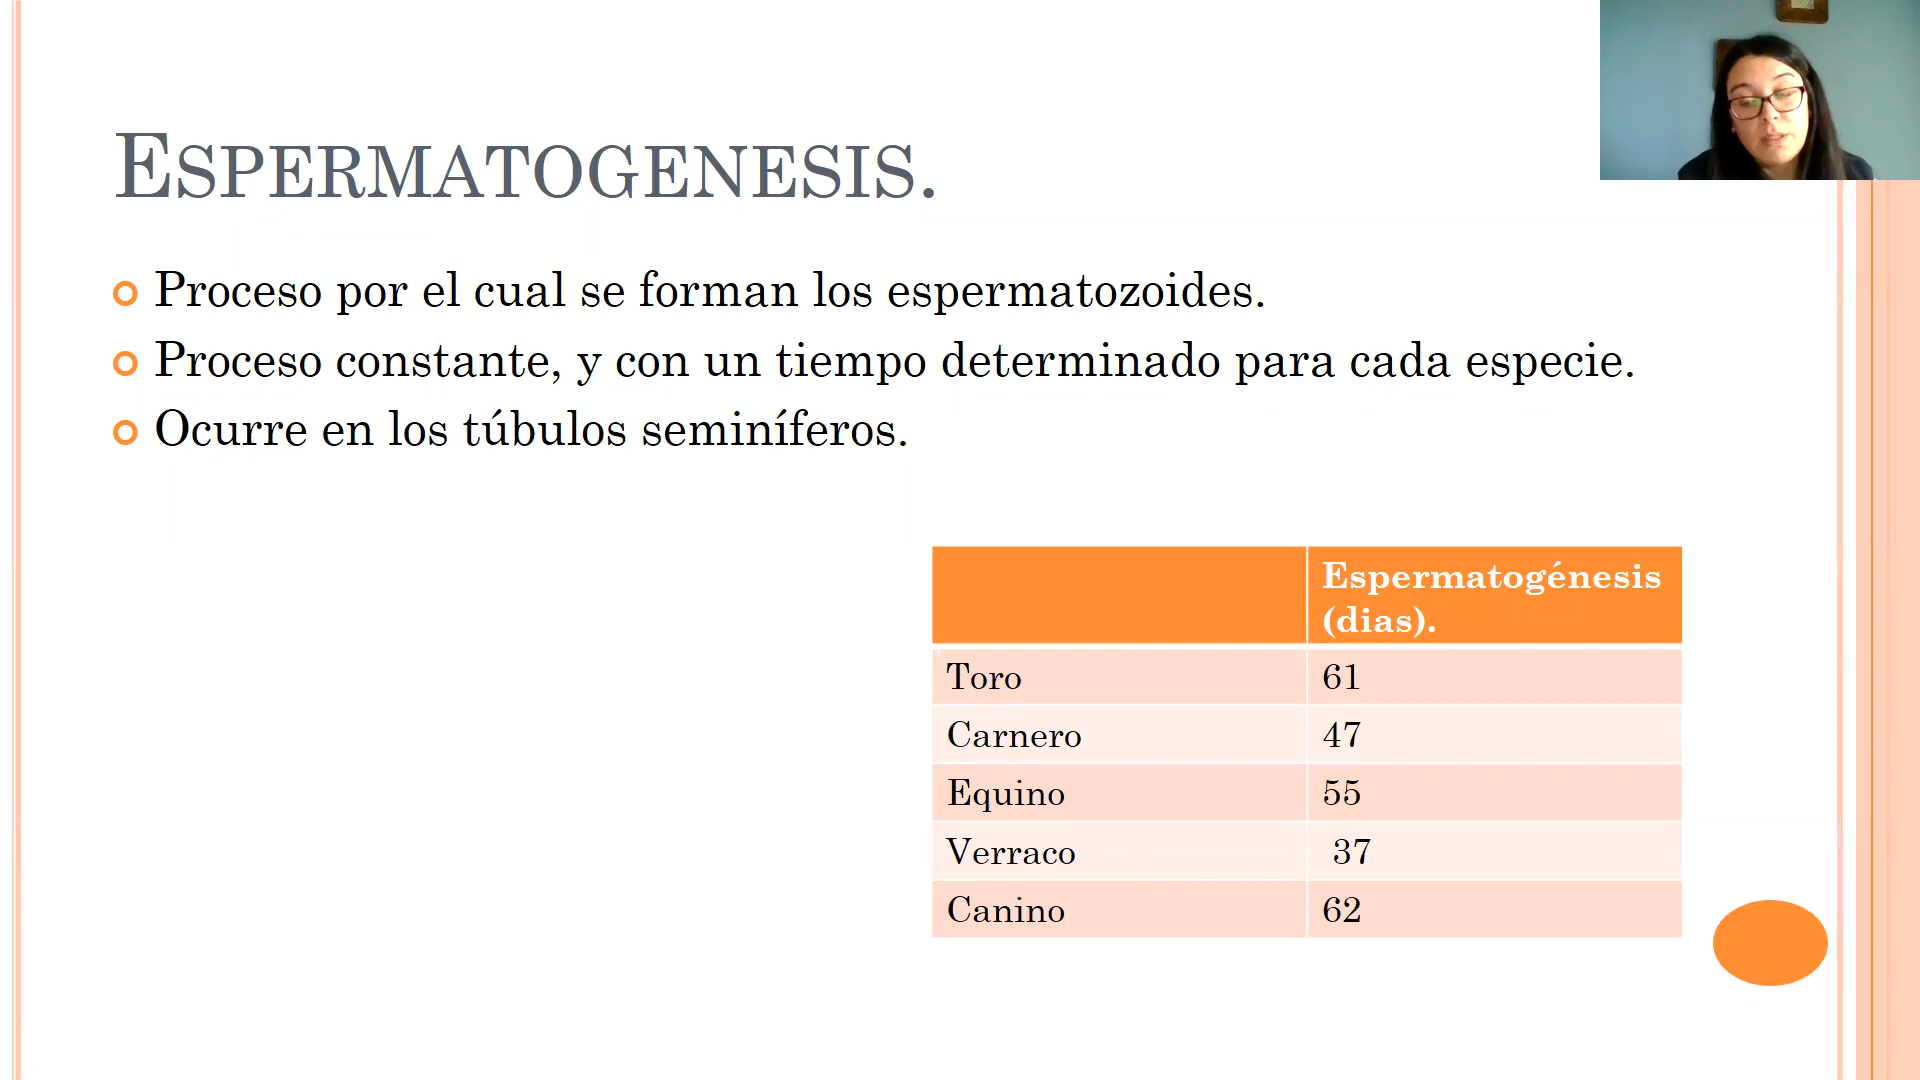 ESPERMATOGENESIS.
Proceso por el cual se forman los espermatozoides.
Proceso constante, y con un tiempo determinado para cada especie.
Ocurre en los túbulos seminíferos.
Espermatogénesis
(dias).
Toro 61
Carnero 47
Equino 55
Verraco 37
Canino 62